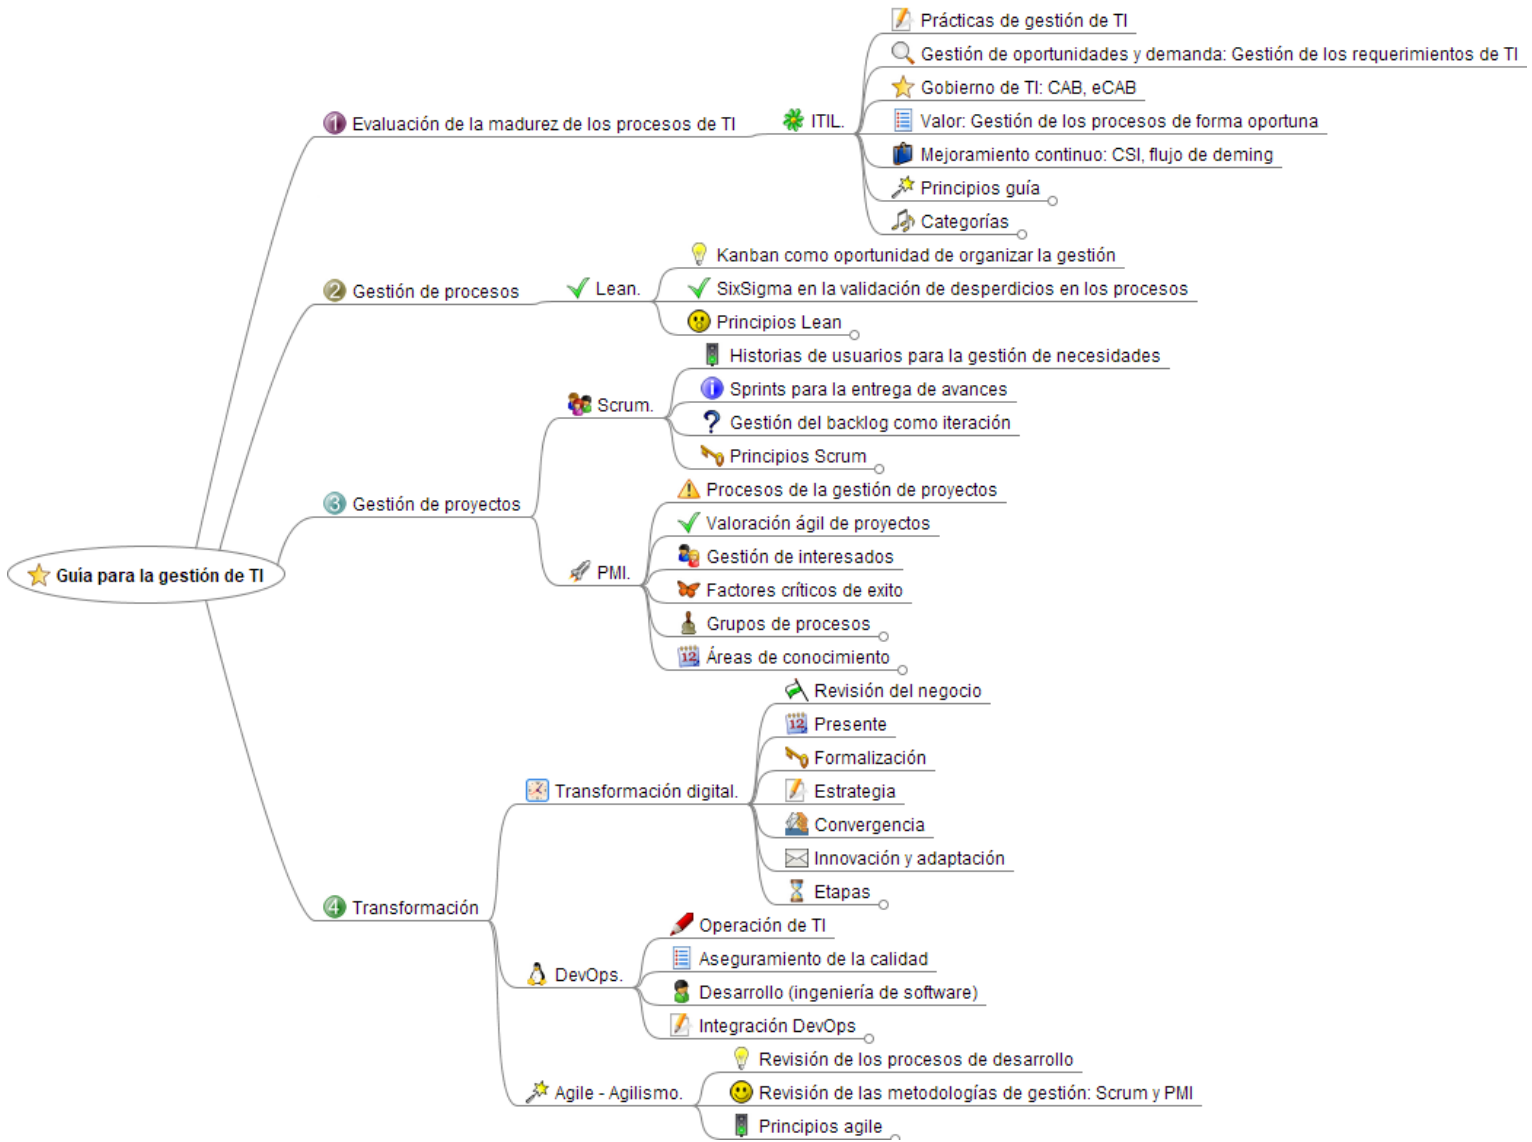 Guía para la gestión de TI
1 Evaluación de la madurez de los procesos de TI
ITIL.
Prácticas de gestión de TI
Gestión de oportunidades y demanda: Gestión de los requerimientos de TI
Gobierno de TI: CAB, eCAB
Valor: Gestión de los procesos de forma oportuna
Mejoramiento continuo: CSI, flujo de deming
Principios guía
Categorías
2 Gestión de procesos
Lean.
Kanban como oportunidad de organizar la gestión
SixSigma en la validación de desperdicios en los procesos
Principios Lean
3 Gestión de proyectos
Scrum.
Historias de usuarios para la gestión de necesidades
Sprints para la entrega de avances
Gestión del backlog como iteración
Principios Scrum
PMI.
Procesos de la gestión de proyectos
Valoración ágil de proyectos
Gestión de interesados
Factores críticos de exito
Grupos de procesos
12 Áreas de conocimiento
4 Transformación
Transformación digital.
Revisión del negocio
12 Presente
Formalización
Estrategia
Convergencia
Innovación y adaptación
Etapas
DevOps.
Operación de TI
Aseguramiento de la calidad
Desarrollo (ingeniería de software)
Integración DevOps
Agile - Agilismo.
Revisión de los procesos de desarrollo
Revisión de las metodologías de gestión: Scrum y PMI
Principios agile